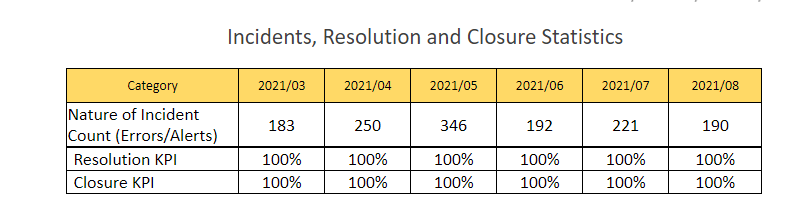 Incidents, Resolution and Closure Statistics
Category 2021/03 2021/04 2021/05 2021/06 2021/07 2021/08
Nature of Incident
Count (Errors/Alerts) 183 250 346 192 221 190
Resolution KPI 100% 100% 100% 100% 100% 100%
Closure KPI 100% 100% 100% 100% 100% 100%